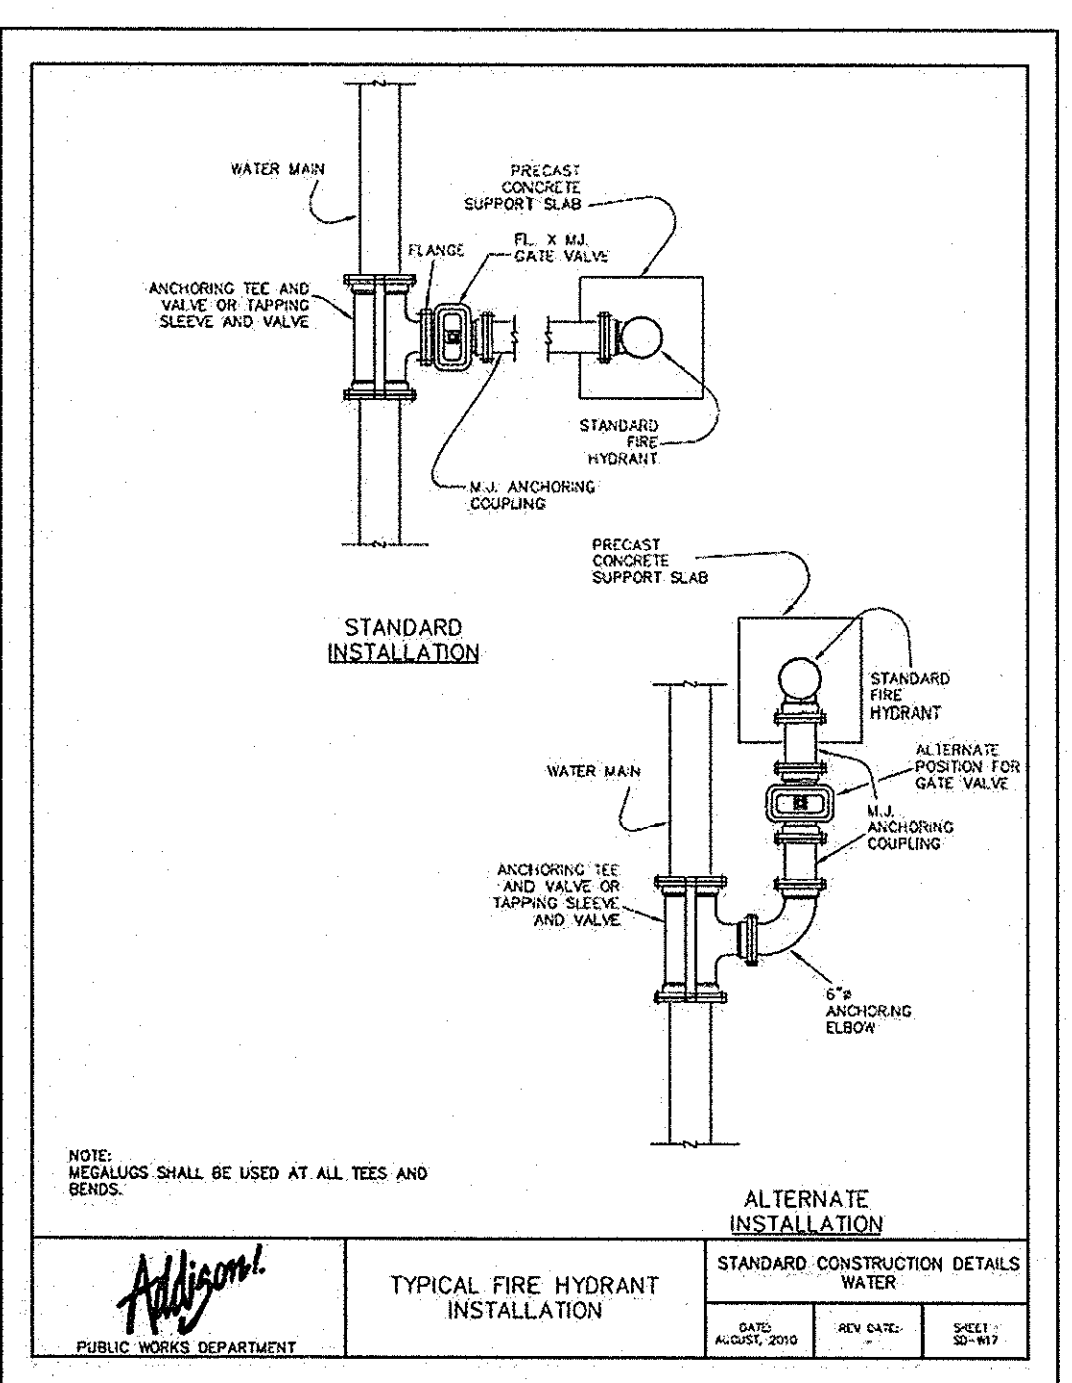 WATER MAIN
PRECAST
CONCRETE
SUPPORT SLAB
FLANGE
FL. X MJ.
GATE VALVE
ANCHORING TEE AND
VALVE OR TAPPING
SLEEVE AND VALVE
STANDARD
FIRE
HYDRANT
M.J. ANCHORING
COUPLING
STANDARD
INSTALLATION
PRECAST
CONCRETE
SUPPORT SLAB
STANDARD
FIRE
HYDRANT
ALTERNATE
POSITION FOR
GATE VALVE
WATER MAIN
M.J.
ANCHORING
COUPLING
ANCHORING TEE
AND VALVE OR
TAPPING SLEEVE
AND VALVE
6"ø
ANCHORING
ELBOW
NOTE:
MEGALUGS SHALL BE USED AT ALL TEES AND
BENDS.
ALTERNATE
INSTALLATION
Addison!
PUBLIC WORKS DEPARTMENT
TYPICAL FIRE HYDRANT
INSTALLATION
STANDARD CONSTRUCTION DETAILS
WATER
DATE:
AUGUST, 2010
REV DATE:
-
SHEET :
SD-W17